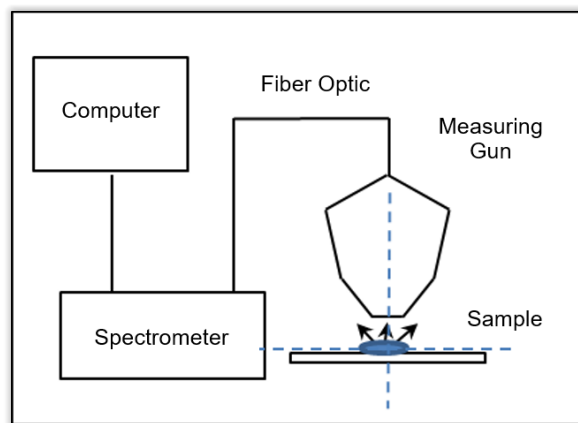 Computer
Fiber Optic
Measuring
Gun
Spectrometer
Sample